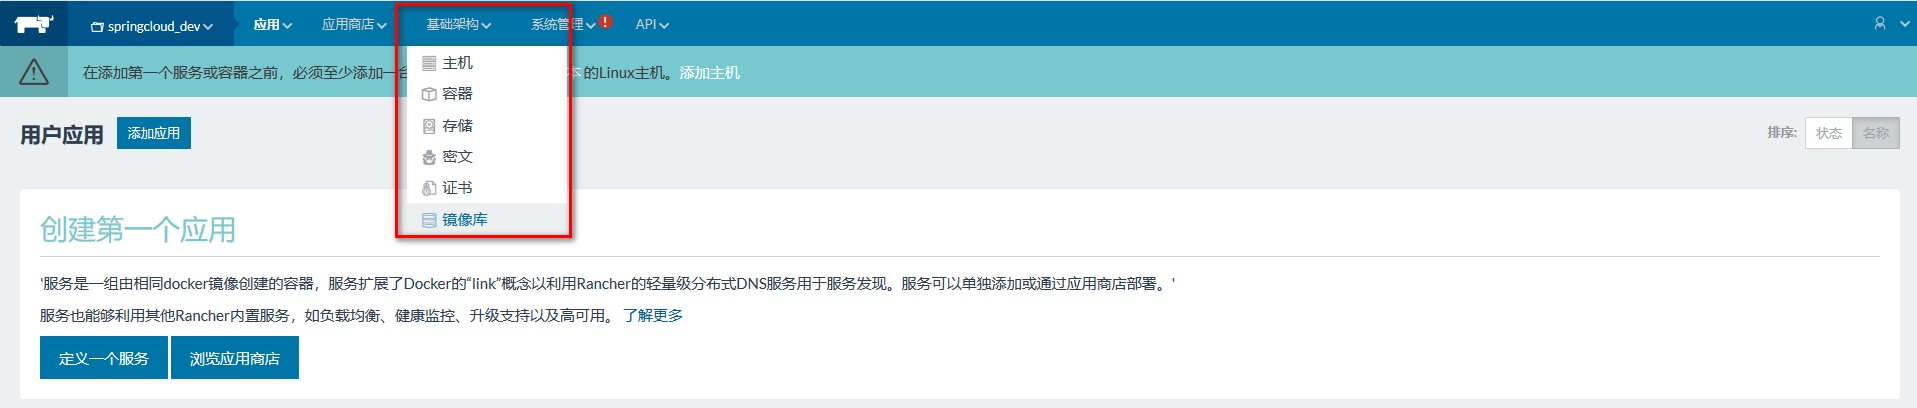 springcloud_dev 应用 应用商店 基础架构 系统管理 API
在添加第一个服务或容器之前，必须至少添加一台 本的Linux主机。添加主机
主机
容器
存储
密文
证书
镜像库
用户应用 添加应用 排序: 状态 名称
创建第一个应用
'服务是一组由相同docker镜像创建的容器，服务扩展了Docker的“link”概念以利用Rancher的轻量级分布式DNS服务用于服务发现。服务可以单独添加或通过应用商店部署。'
服务也能够利用其他Rancher内置服务，如负载均衡、健康监控、升级支持以及高可用。 了解更多
定义一个服务 浏览应用商店